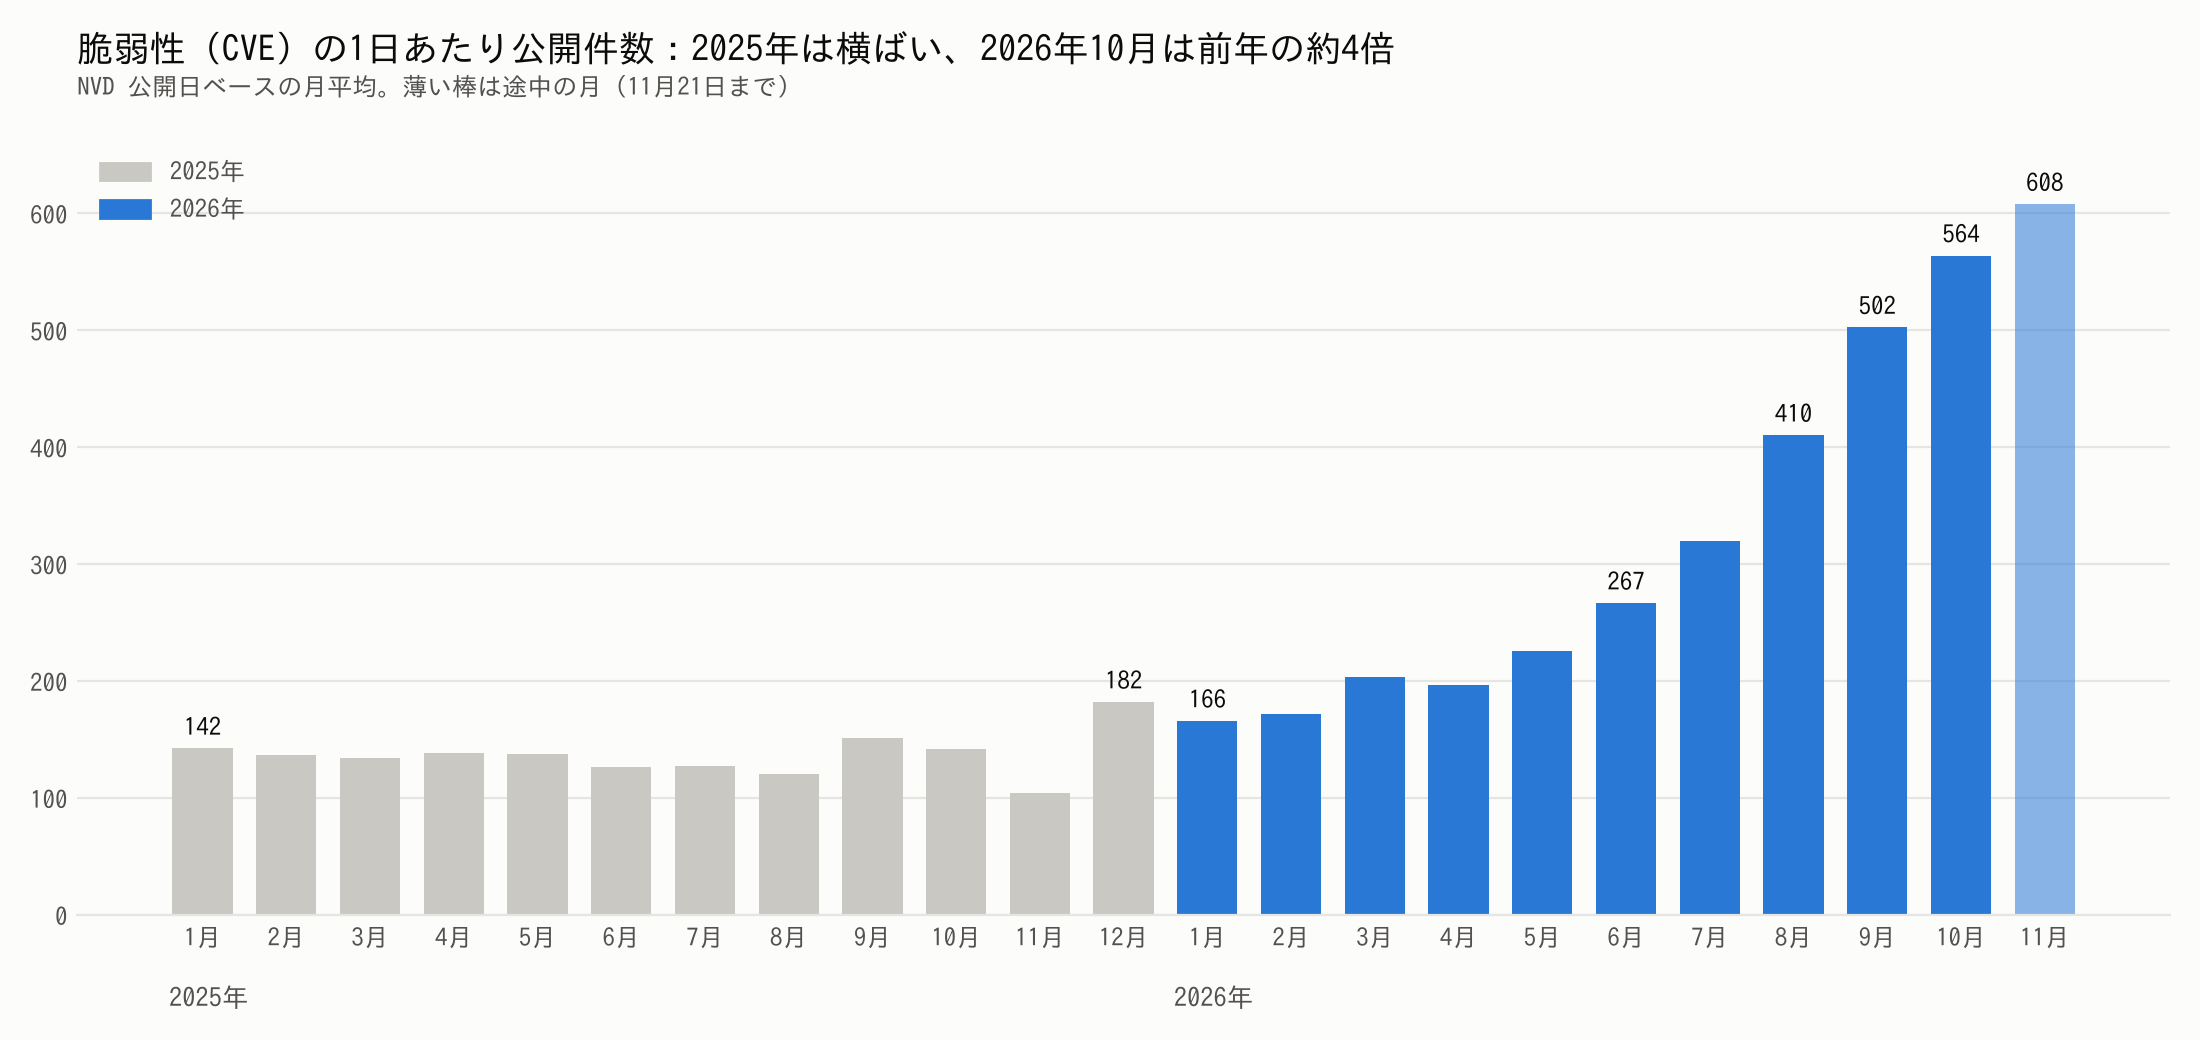 脆弱性（CVE）の1日あたり公開件数：2025年は横ばい、2026年10月は前年の約4倍
NVD 公開日ベースの月平均。薄い棒は途中の月（11月21日まで）
2025年
2026年
600
500
400
300
200
100
0
142
182
166
267
410
502
564
608
1月 2月 3月 4月 5月 6月 7月 8月 9月 10月 11月 12月 1月 2月 3月 4月 5月 6月 7月 8月 9月 10月 11月
2025年 2026年